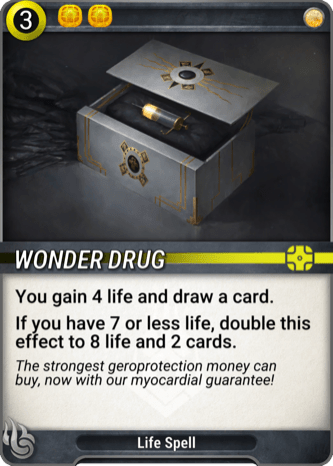 3
WONDER DRUG
You gain 4 life and draw a card.
If you have 7 or less life, double this
effect to 8 life and 2 cards.
The strongest geroprotection money can
buy, now with our myocardial guarantee!
Life Spell